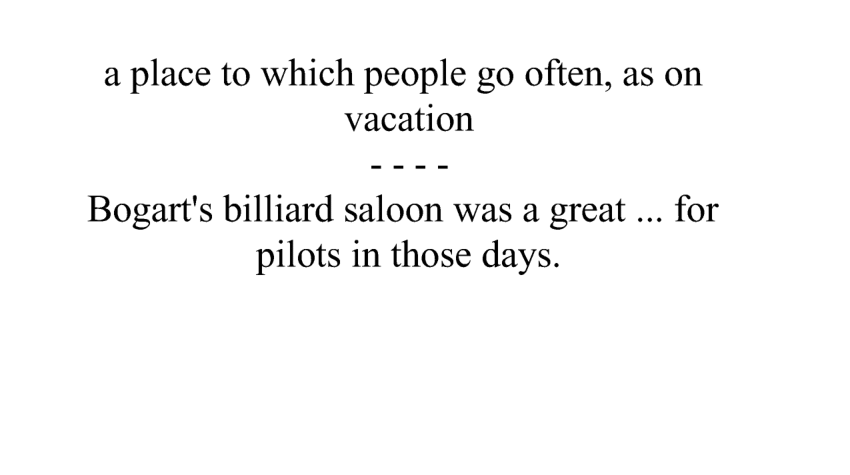 a place to which people go often, as on
vacation
- - - -
Bogart's billiard saloon was a great ... for
pilots in those days.